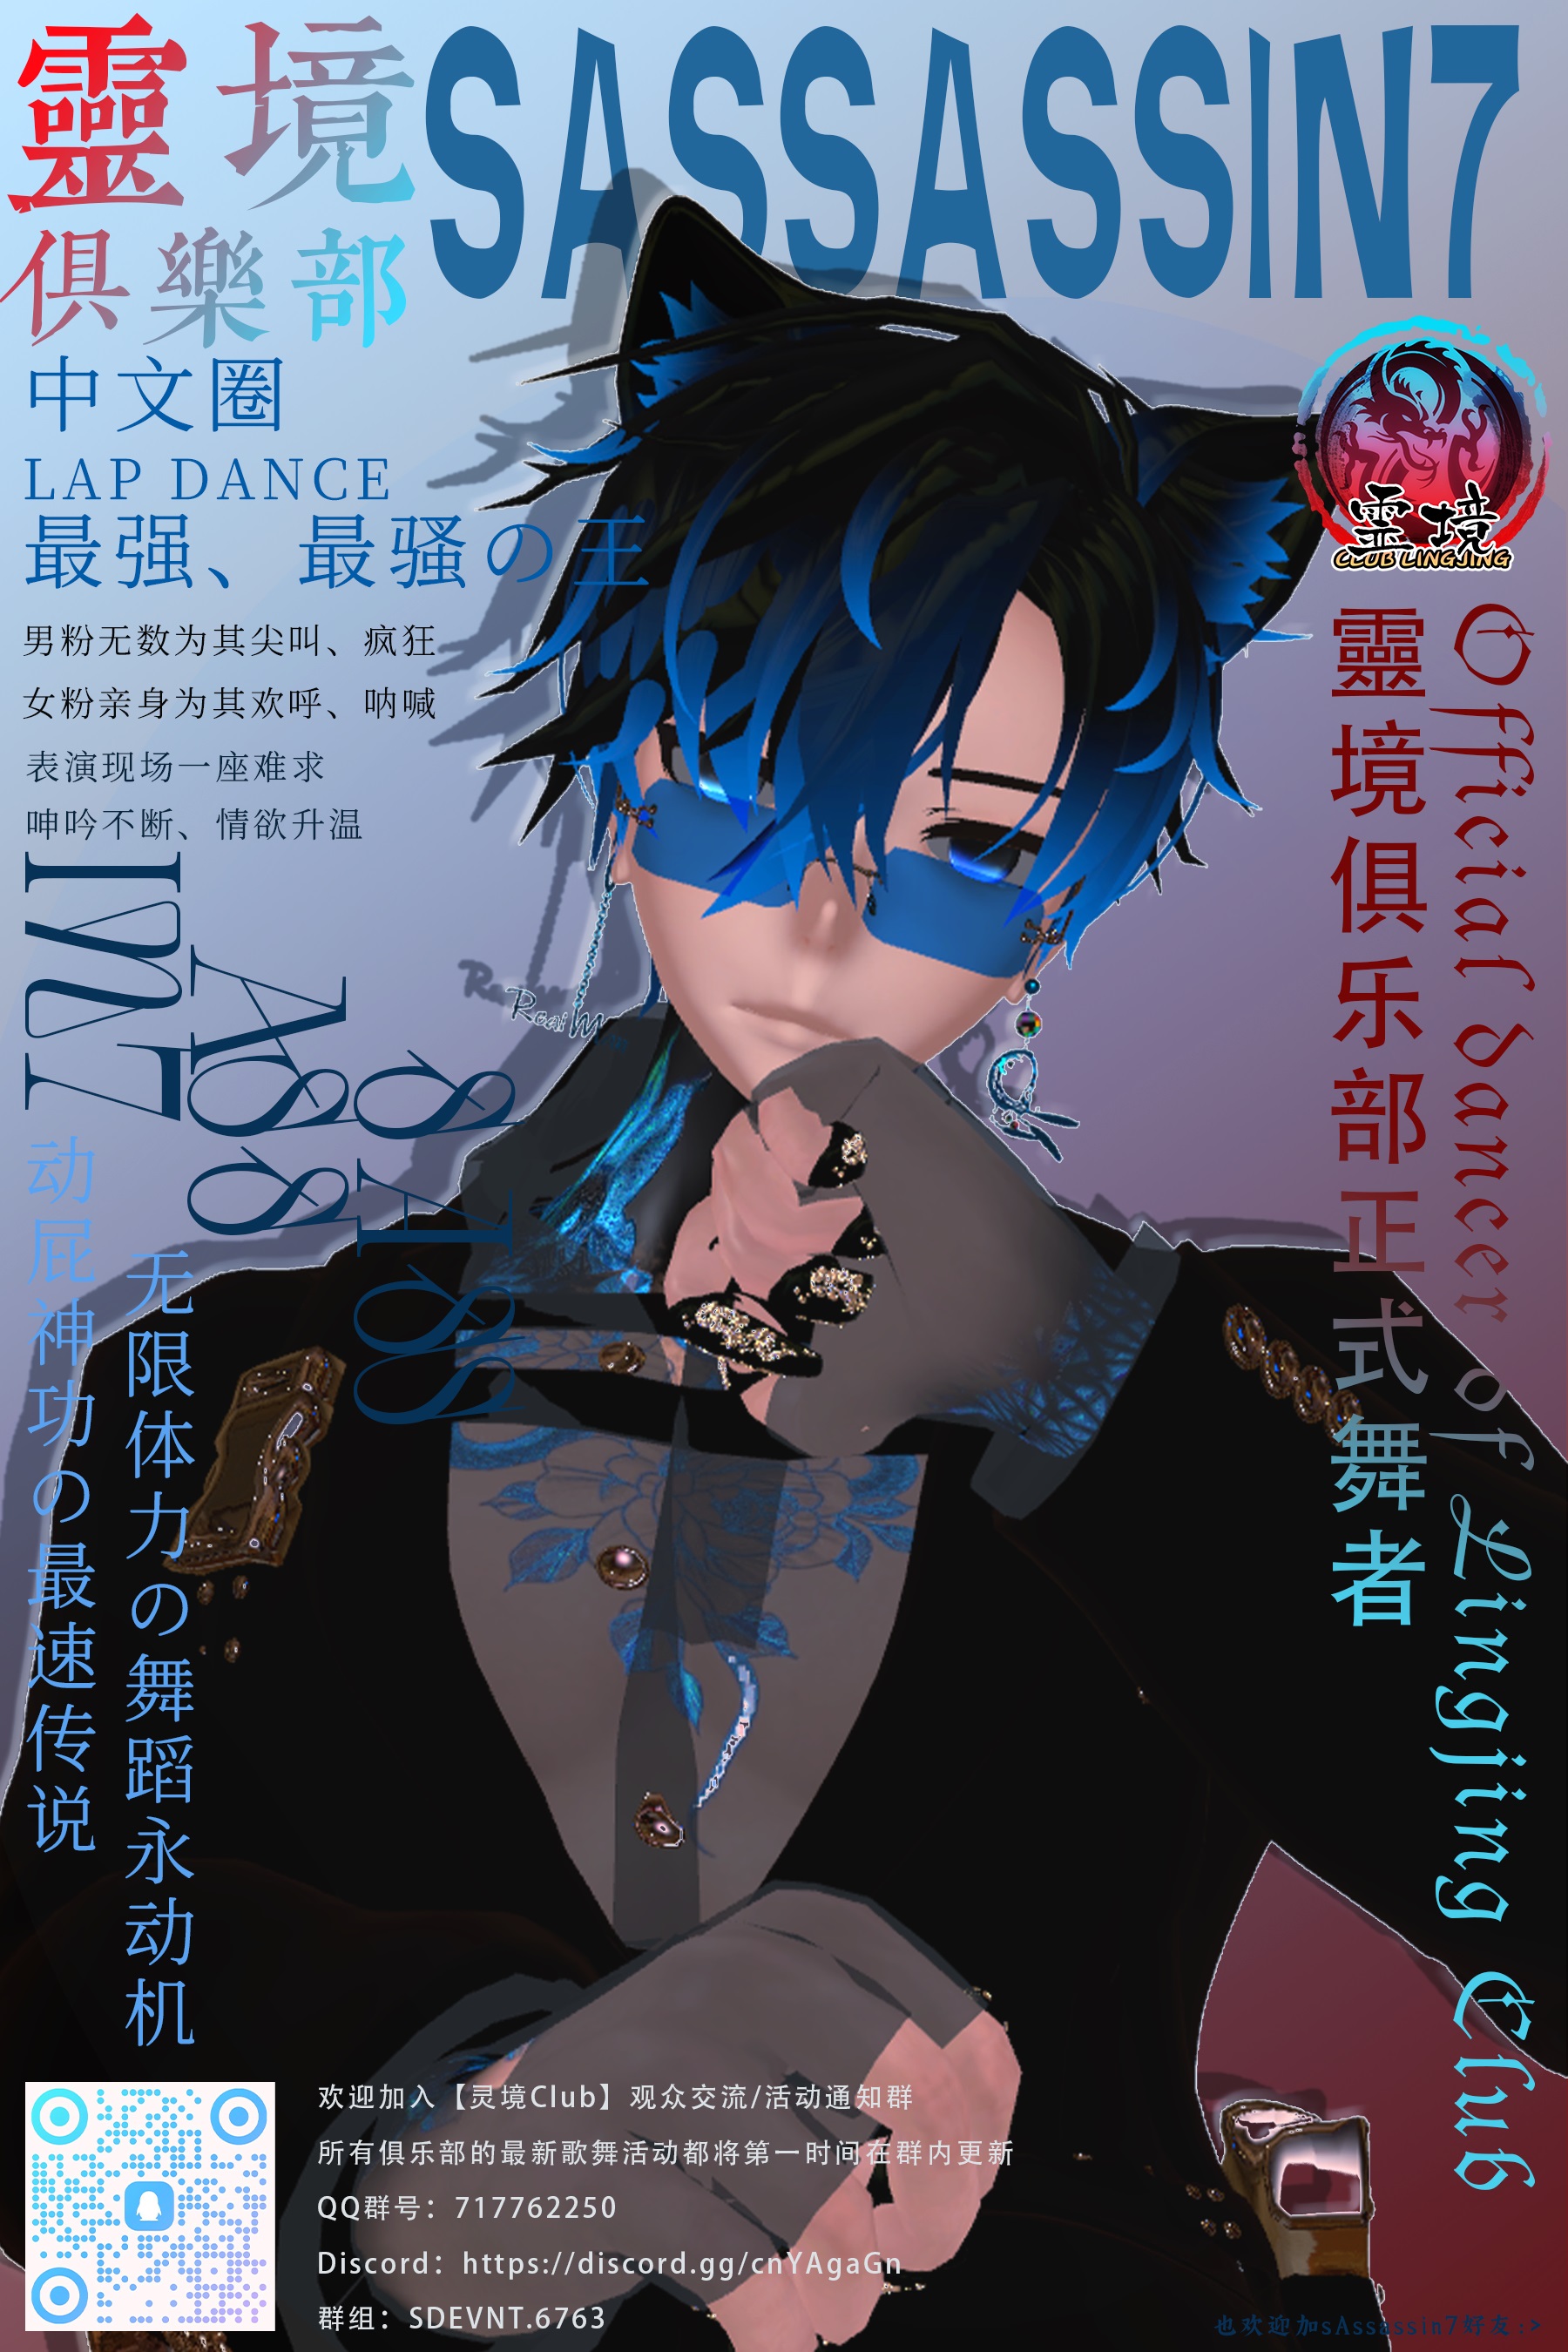 靈境
俱樂部
SASSASSIN7
中文圈
LAP DANCE
最强、最骚の王
男粉无数为其尖叫、疯狂
女粉亲身为其欢呼、呐喊
表演现场一座难求
呻吟不断、情欲升温
SASS
ASS
IN7
无限体力の舞蹈永动机
动屁神功の最速传说
靈境
CLUB LINGJING
Official dancer of Lingjing Club
靈境俱乐部正式舞者
欢迎加入【灵境Club】观众交流/活动通知群
所有俱乐部的最新歌舞活动都将第一时间在群内更新
QQ群号：717762250
Discord：https://discord.gg/cnYAgaGn
群组：SDEVNT.6763
也欢迎加sAssassin7好友:>